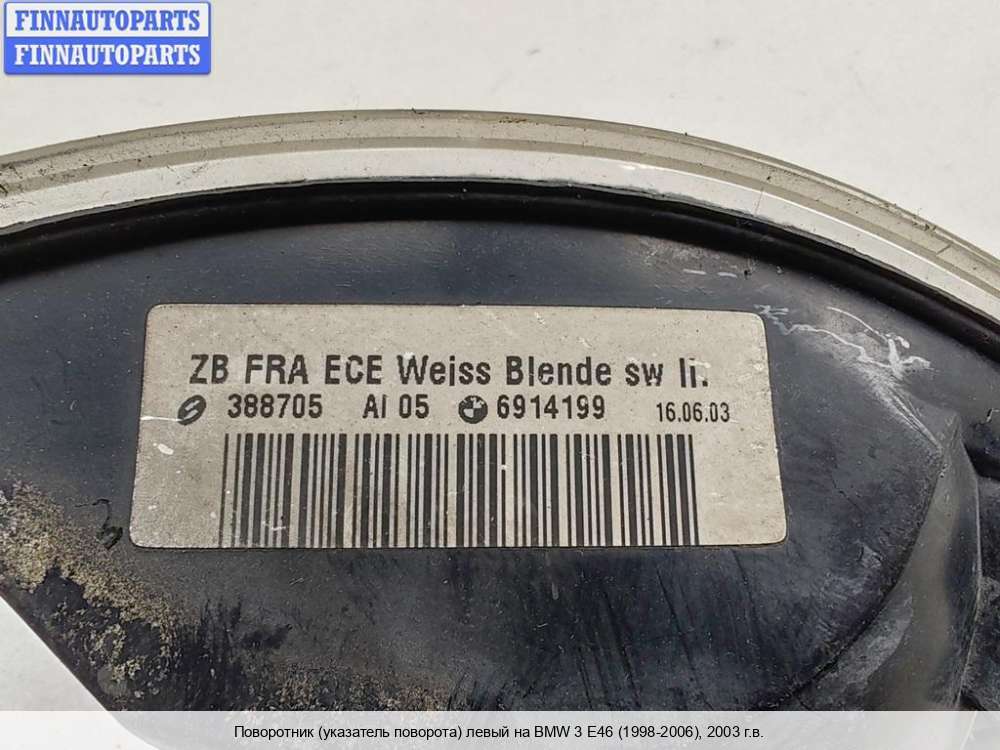 FINNAUTOPARTS
FINNAUTOPARTS
ZB FRA ECE Weiss Blende sw li.
388705 AI 05 6914199 16.06.03
Поворотник (указатель поворота) левый на BMW 3 E46 (1998-2006), 2003 г.в.